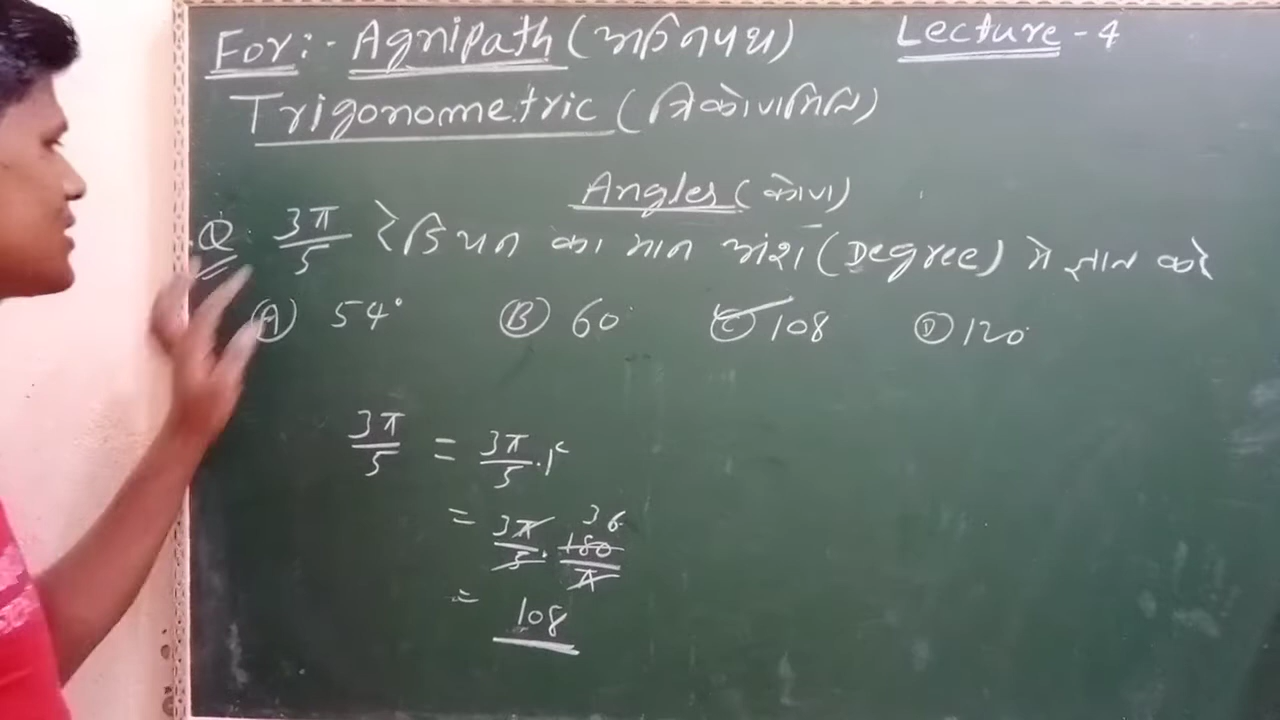 For:- Agnipath (अग्निपथ) Lecture - 4
Trigonometric (त्रिकोणमिति)
Angles (कोण)
Q. 3π/5 रेडियन का मान अंश (Degree) मे ज्ञात करे
(A) 54° (B) 60° (C) 108 (D) 120°
3π/5 = 3π/5 · 1ᶜ
= 3π/5 · 180/π 36
= 108